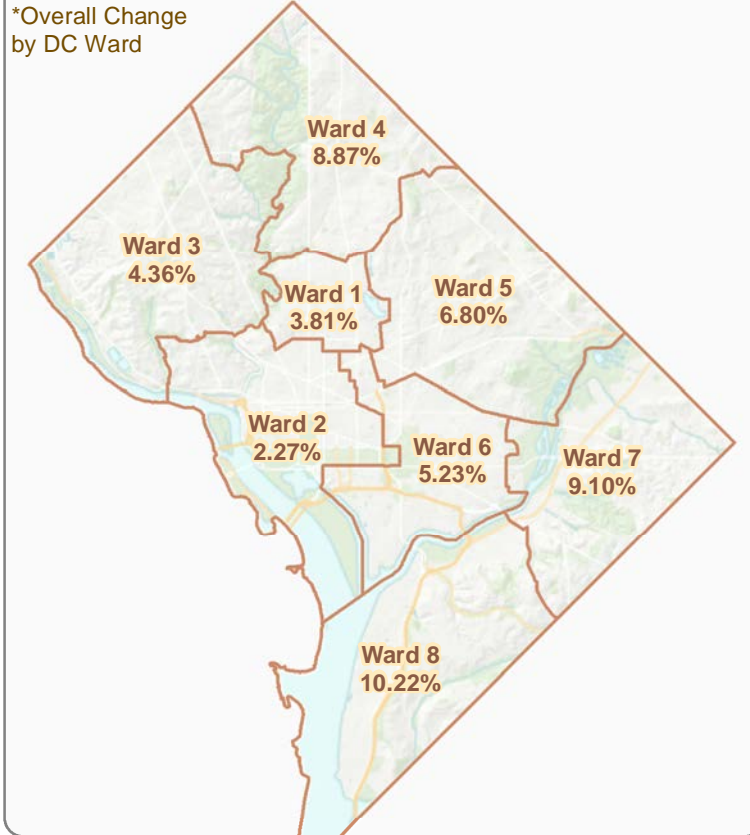 *Overall Change
by DC Ward
Ward 4
8.87%
Ward 3
4.36%
Ward 1
3.81%
Ward 5
6.80%
Ward 2
2.27%
Ward 6
5.23%
Ward 7
9.10%
Ward 8
10.22%